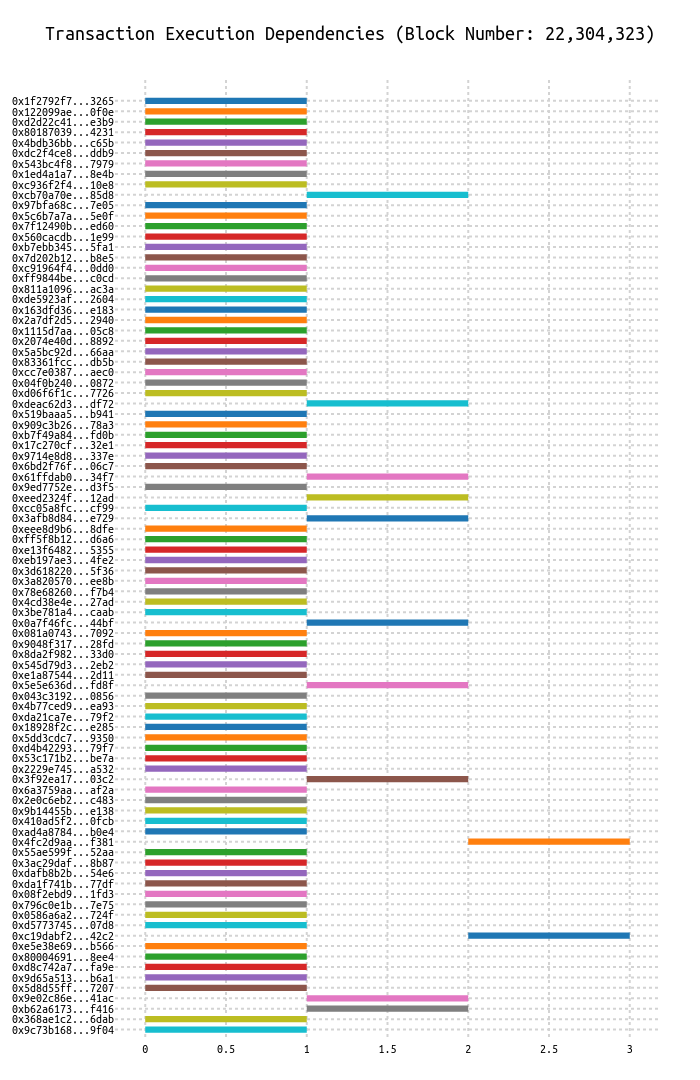 Transaction Execution Dependencies (Block Number: 22,304,323)
0x1f2792f7...3265
0x122099ae...0f0e
0xd2d22c41...e3b9
0x80187039...4231
0x4bdb36bb...c65b
0xdc2f4ce8...ddb9
0x543bc4f8...7979
0x1ed4a1a7...8e4b
0xc936f2f4...10e8
0xcb70a70e...85d8
0x97bfa68c...7e05
0x5c6b7a7a...5e0f
0x7f12490b...ed60
0x560cacdb...1e99
0xb7ebb345...5fa1
0x7d202b12...b8e5
0xc91964f4...0dd0
0xff9844be...c0cd
0x811a1096...ac3a
0xde5923af...2604
0x163dfd36...e183
0x2a7df2d5...2940
0x1115d7aa...05c8
0x2074e40d...8892
0x5a5bc92d...66aa
0x83361fcc...db5b
0xcc7e0387...aec0
0x04f0b240...0872
0xd06f6f1c...7726
0xdeac62d3...df72
0x519baaa5...b941
0x909c3b26...78a3
0xb7f49a84...fd0b
0x17c270cf...32e1
0x9714e8d8...337e
0x6bd2f76f...06c7
0x61ffdab0...34f7
0x9ed7752e...d3f5
0xeed2324f...12ad
0xcc05a8fc...cf99
0x3afb8d84...e729
0xeee8d9b6...8dfe
0xff5f8b12...d6a6
0xe13f6482...5355
0xeb197ae3...4fe2
0x3d618220...5f36
0x3a820570...ee8b
0x78e68260...f7b4
0x4cd38e4e...27ad
0x3be781a4...caab
0x0a7f46fc...44bf
0x081a0743...7092
0x9048f317...28fd
0x8da2f982...33d0
0x545d79d3...2eb2
0xe1a87544...2d11
0x5e5e636d...fd8f
0x043c3192...0856
0x4b77ced9...ea93
0xda21ca7e...79f2
0x18928f2c...e285
0x5dd3cdc7...9350
0xd4b42293...79f7
0x53c171b2...be7a
0x2229e745...a532
0x3f92ea17...03c2
0x6a3759aa...af2a
0x2e0c6eb2...c483
0x9b14455b...e138
0x410ad5f2...0fcb
0xad4a8784...b0e4
0x4fc2d9aa...f381
0x55ae599f...52aa
0x3ac29daf...8b87
0xdafb8b2b...54e6
0xda1f741b...77df
0x08f2ebd9...1fd3
0x796c0e1b...7e75
0x0586a6a2...724f
0xd5773745...07d8
0xc19dabf2...42c2
0xe5e38e69...b566
0x80004691...8ee4
0xd8c742a7...fa9e
0x9d65a513...b6a1
0x5d8d55ff...7207
0x9e02c86e...41ac
0xb62a6173...f416
0x368ae1c2...6dab
0x9c73b168...9f04
0 0.5 1 1.5 2 2.5 3